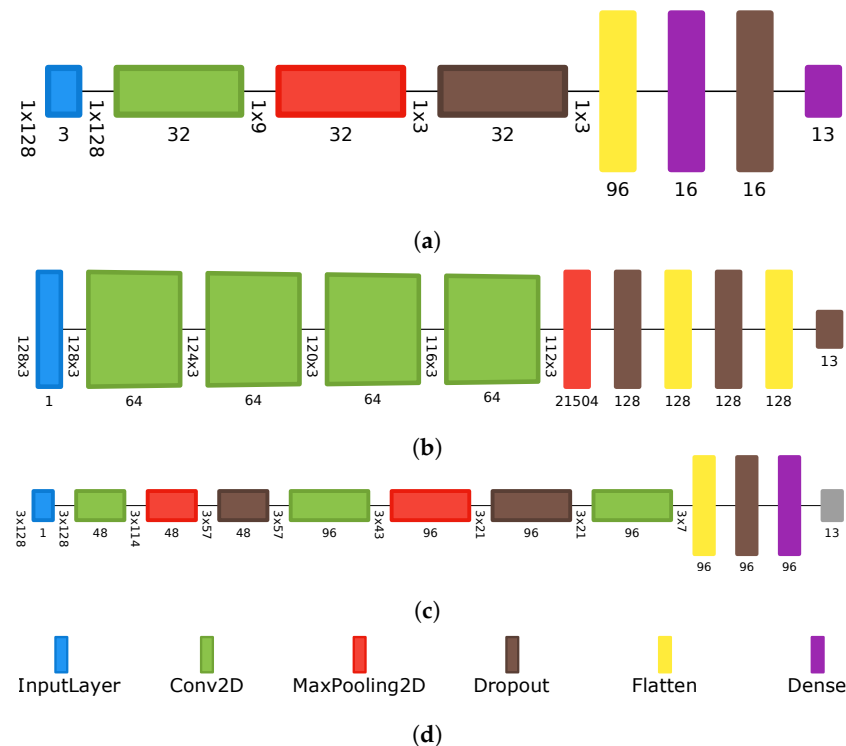 1x128 3 1x128 32 1x9 32 1x3 32 1x3 96 16 16 13
(a)
128x3 1 128x3 64 124x3 64 120x3 64 116x3 64 112x3 21504 128 128 128 128 13
(b)
3x128 1 3x128 48 3x114 48 3x57 48 3x57 96 3x43 96 3x21 96 3x21 96 3x7 96 96 96 13
(c)
InputLayer Conv2D MaxPooling2D Dropout Flatten Dense
(d)